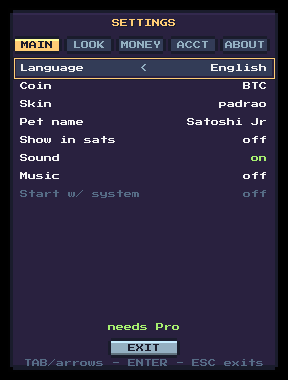 SETTINGS
MAIN LOOK MONEY ACCT ABOUT
Language < English
Coin BTC
Skin padrao
Pet name Satoshi Jr
Show in sats off
Sound on
Music off
Start w/ system off
needs Pro
EXIT
TAB/arrows - ENTER - ESC exits